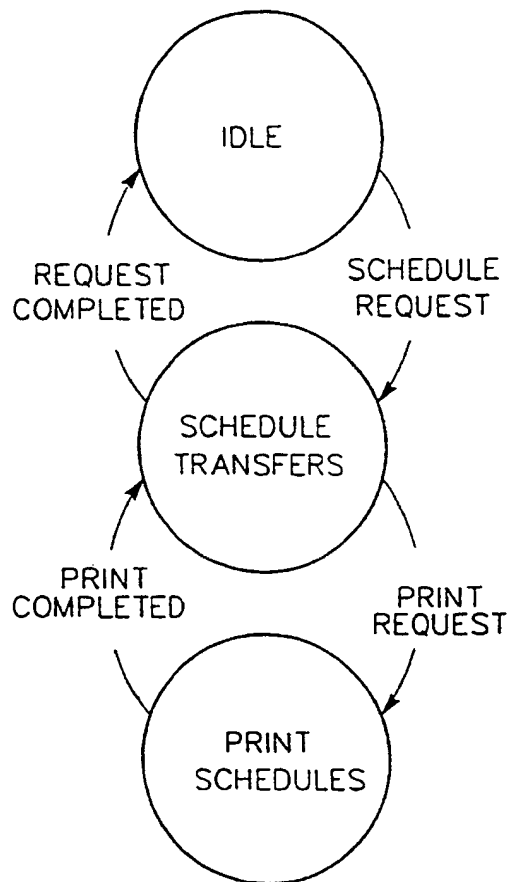 IDLE
REQUEST
COMPLETED
SCHEDULE
REQUEST
SCHEDULE
TRANSFERS
PRINT
COMPLETED
PRINT
REQUEST
PRINT
SCHEDULES